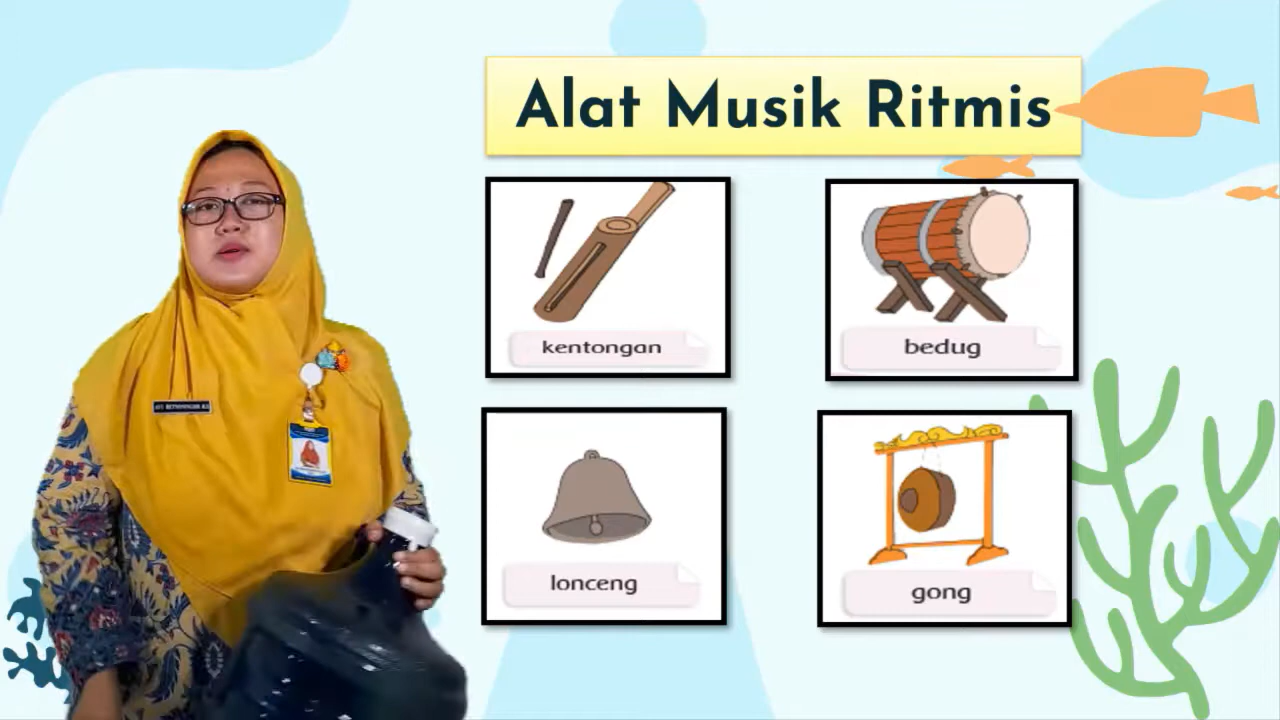 Alat Musik Ritmis
kentongan
bedug
lonceng
gong